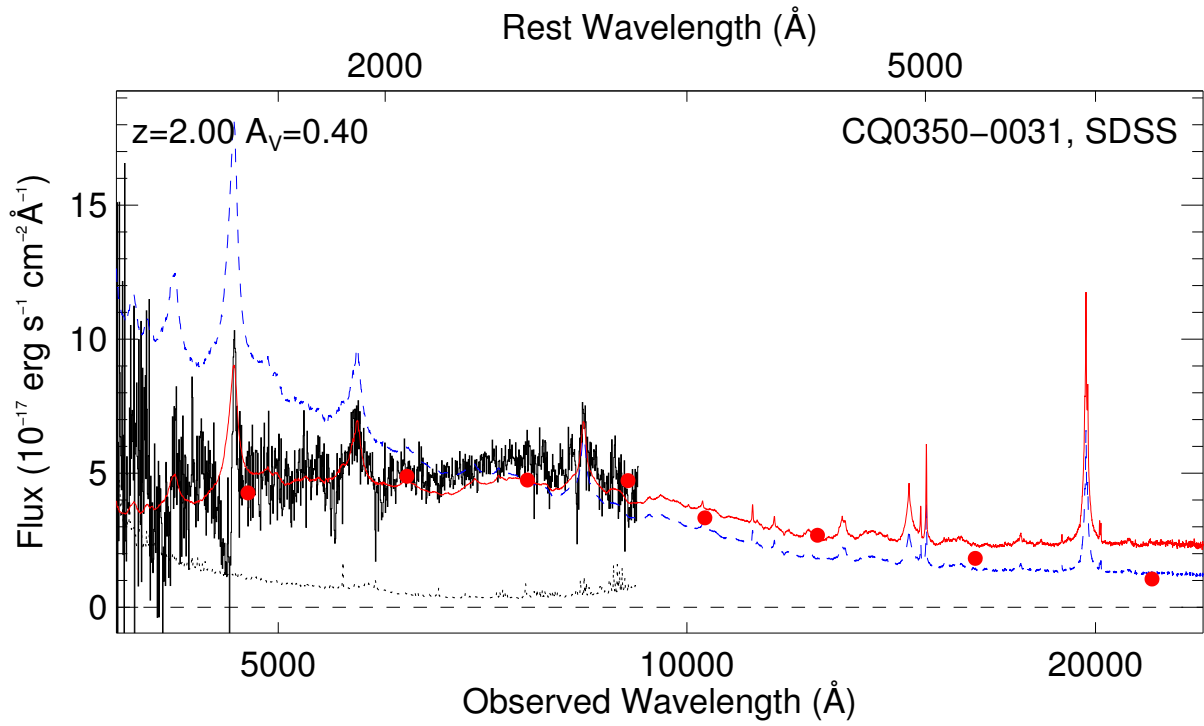 Rest Wavelength (Å)
2000 5000
z=2.00 A_V=0.40 CQ0350−0031, SDSS
15
10
5
0
Flux (10⁻¹⁷ erg s⁻¹ cm⁻² Å⁻¹)
5000 10000 20000
Observed Wavelength (Å)